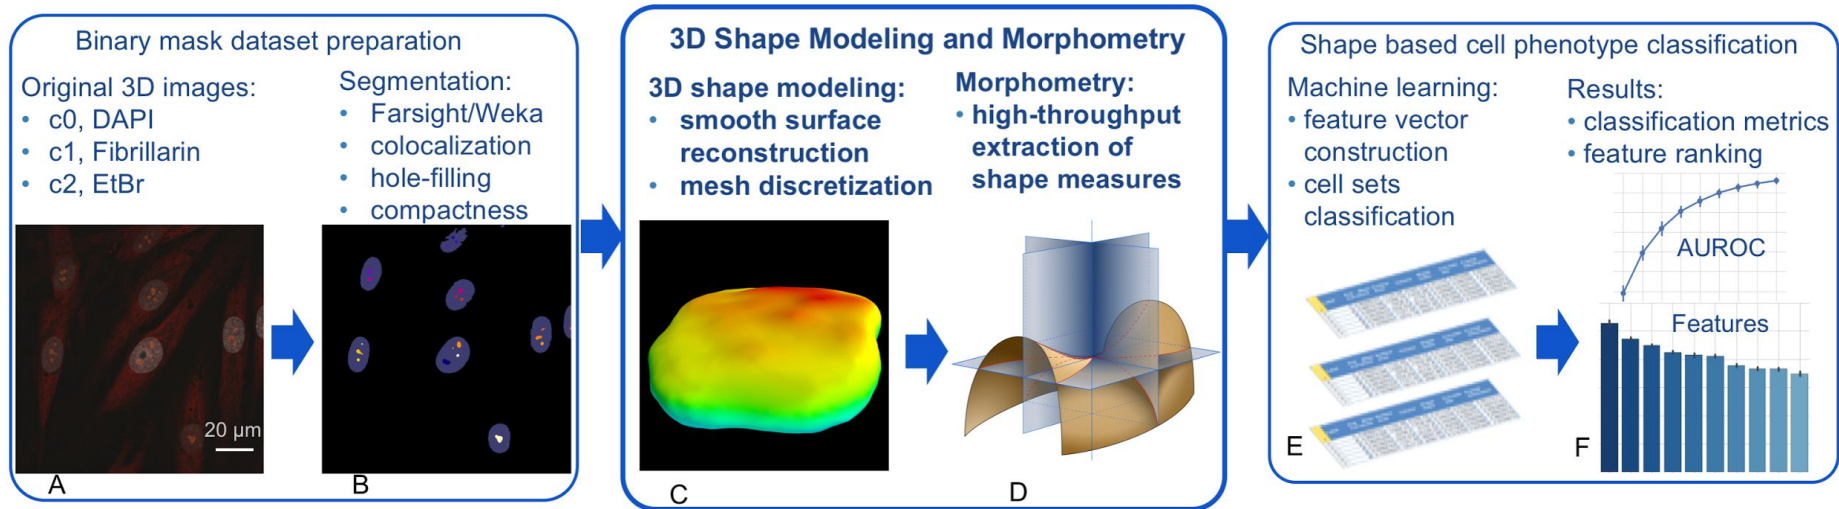 Binary mask dataset preparation
Original 3D images:
• c0, DAPI
• c1, Fibrillarin
• c2, EtBr
Segmentation:
• Farsight/Weka
• colocalization
• hole-filling
• compactness
20 µm
A
B
3D Shape Modeling and Morphometry
3D shape modeling:
• smooth surface
reconstruction
• mesh discretization
Morphometry:
• high-throughput
extraction of
shape measures
C
D
Shape based cell phenotype classification
Machine learning:
• feature vector
construction
• cell sets
classification
Results:
• classification metrics
• feature ranking
AUROC
Features
E
F